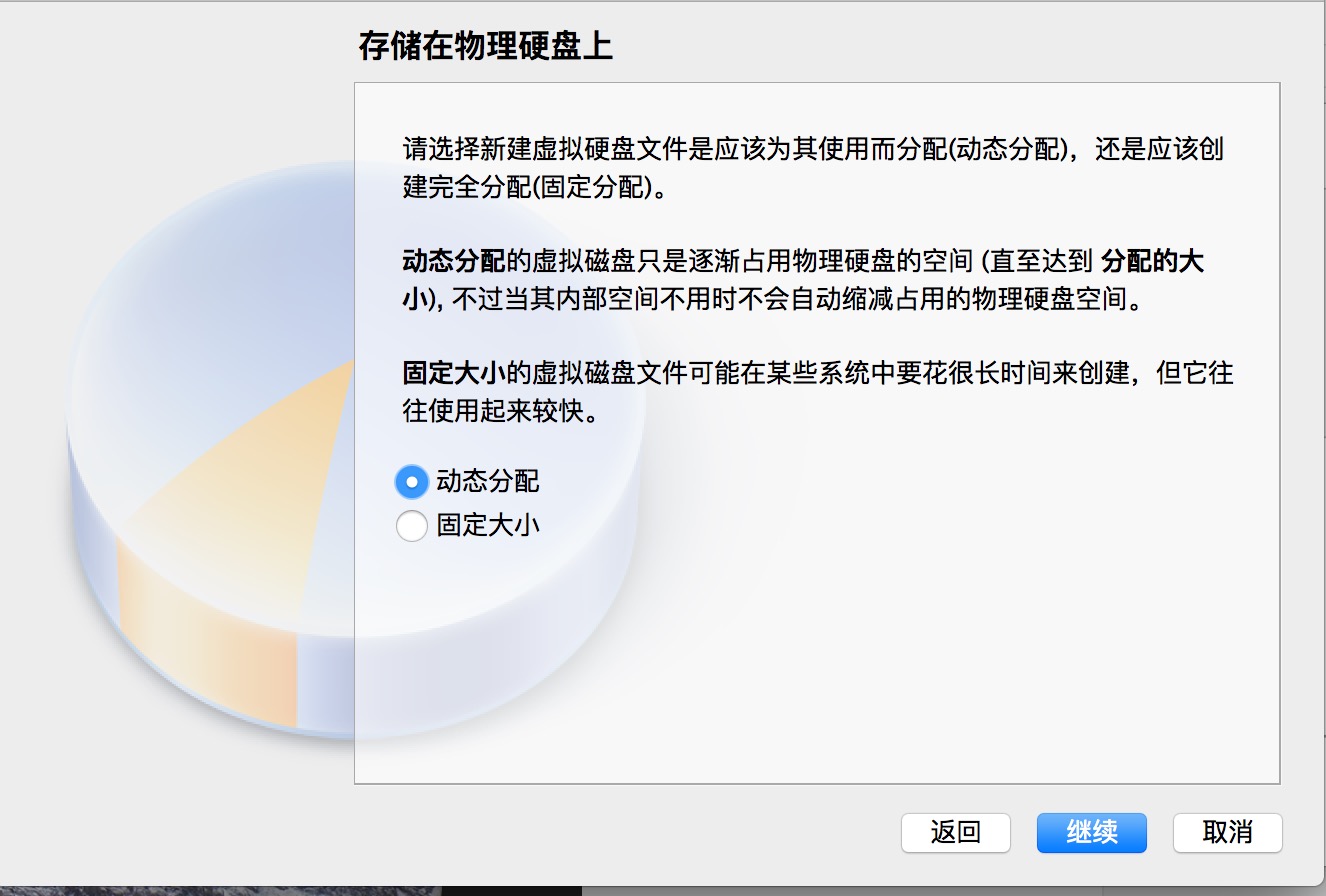 存储在物理硬盘上
请选择新建虚拟硬盘文件是应该为其使用而分配(动态分配)，还是应该创
建完全分配(固定分配)。
动态分配的虚拟磁盘只是逐渐占用物理硬盘的空间 (直至达到 分配的大
小), 不过当其内部空间不用时不会自动缩减占用的物理硬盘空间。
固定大小的虚拟磁盘文件可能在某些系统中要花很长时间来创建，但它往
往使用起来较快。
动态分配
固定大小
返回
继续
取消